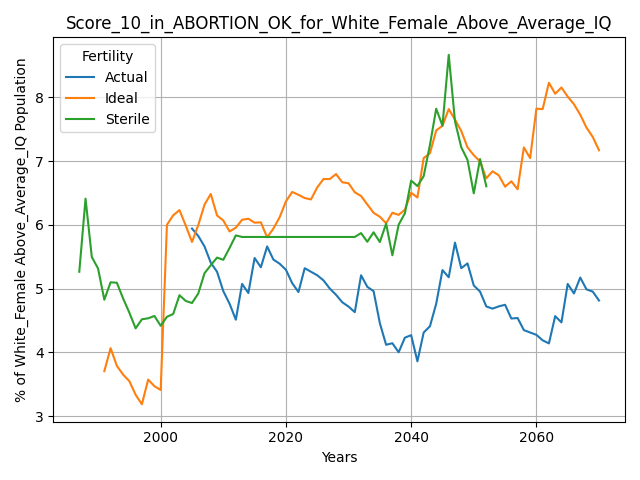 Score_10_in_ABORTION_OK_for_White_Female_Above_Average_IQ
% of White_Female Above_Average_IQ Population
Fertility
Actual
Ideal
Sterile
8
7
6
5
4
3
2000
2020
2040
2060
Years